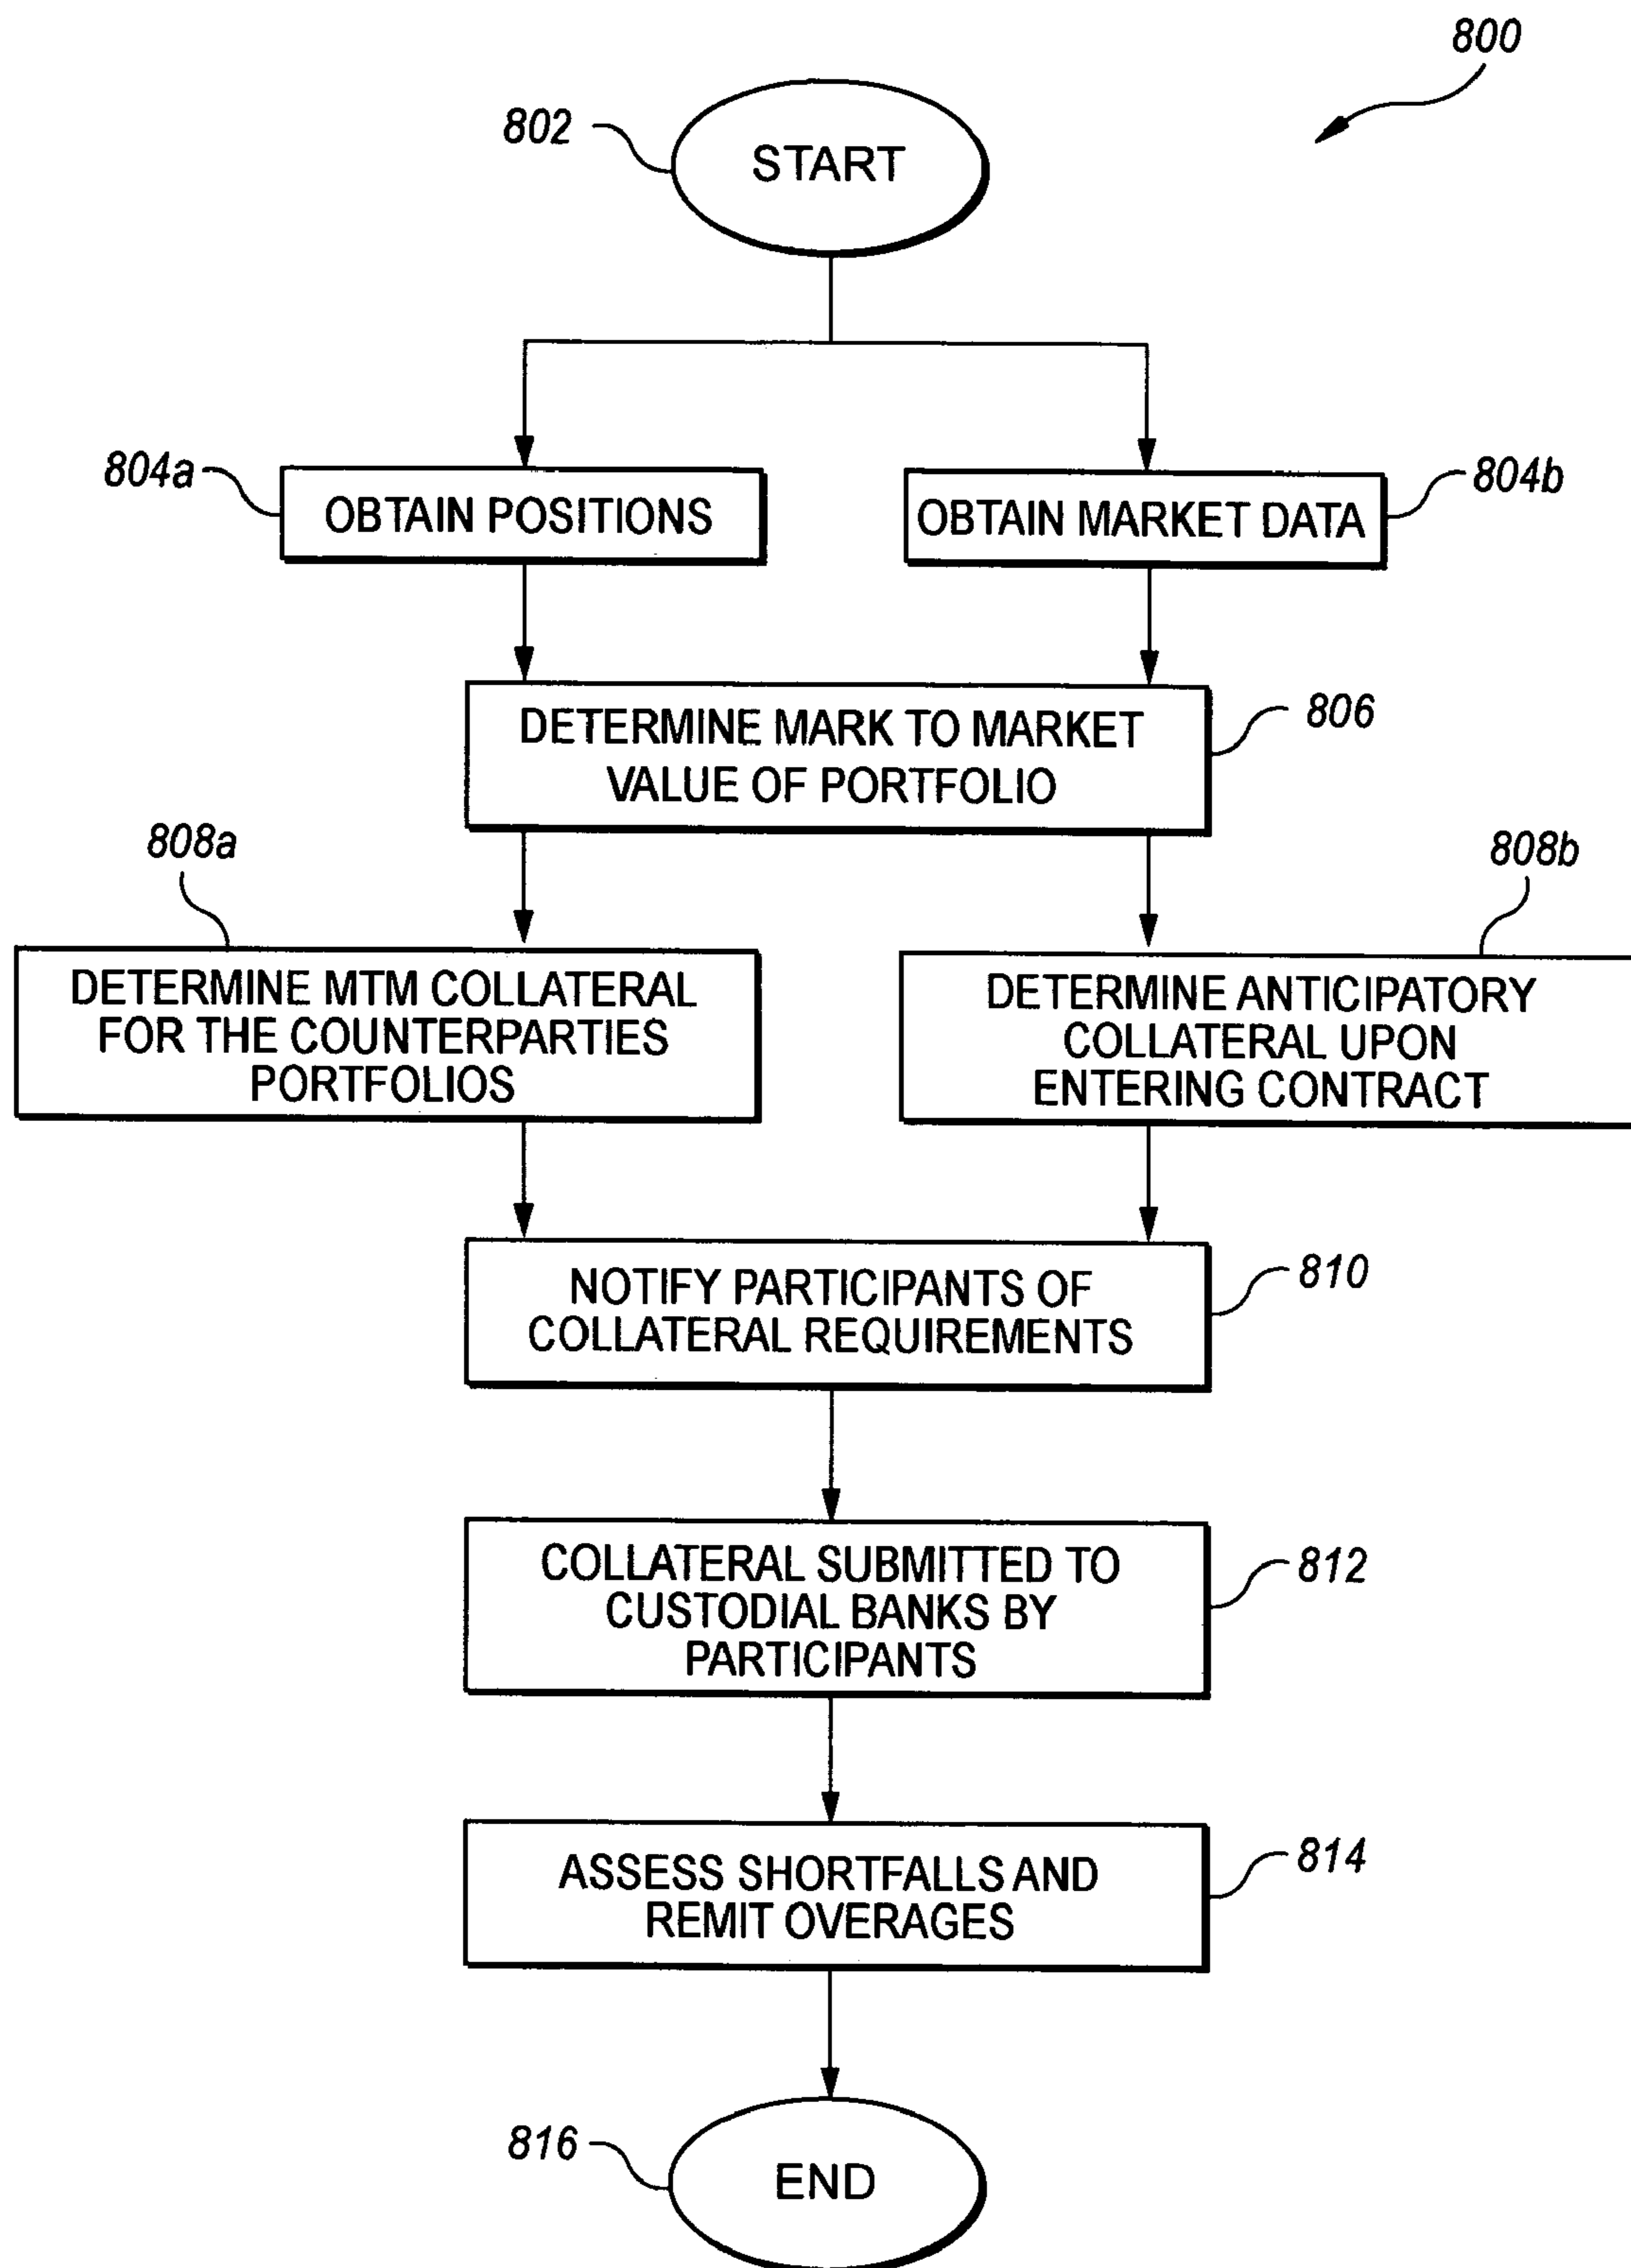 800
802
START
804a
OBTAIN POSITIONS
OBTAIN MARKET DATA
804b
DETERMINE MARK TO MARKET
VALUE OF PORTFOLIO
806
808a
808b
DETERMINE MTM COLLATERAL
FOR THE COUNTERPARTIES
PORTFOLIOS
DETERMINE ANTICIPATORY
COLLATERAL UPON
ENTERING CONTRACT
NOTIFY PARTICIPANTS OF
COLLATERAL REQUIREMENTS
810
COLLATERAL SUBMITTED TO
CUSTODIAL BANKS BY
PARTICIPANTS
812
ASSESS SHORTFALLS AND
REMIT OVERAGES
814
816
END